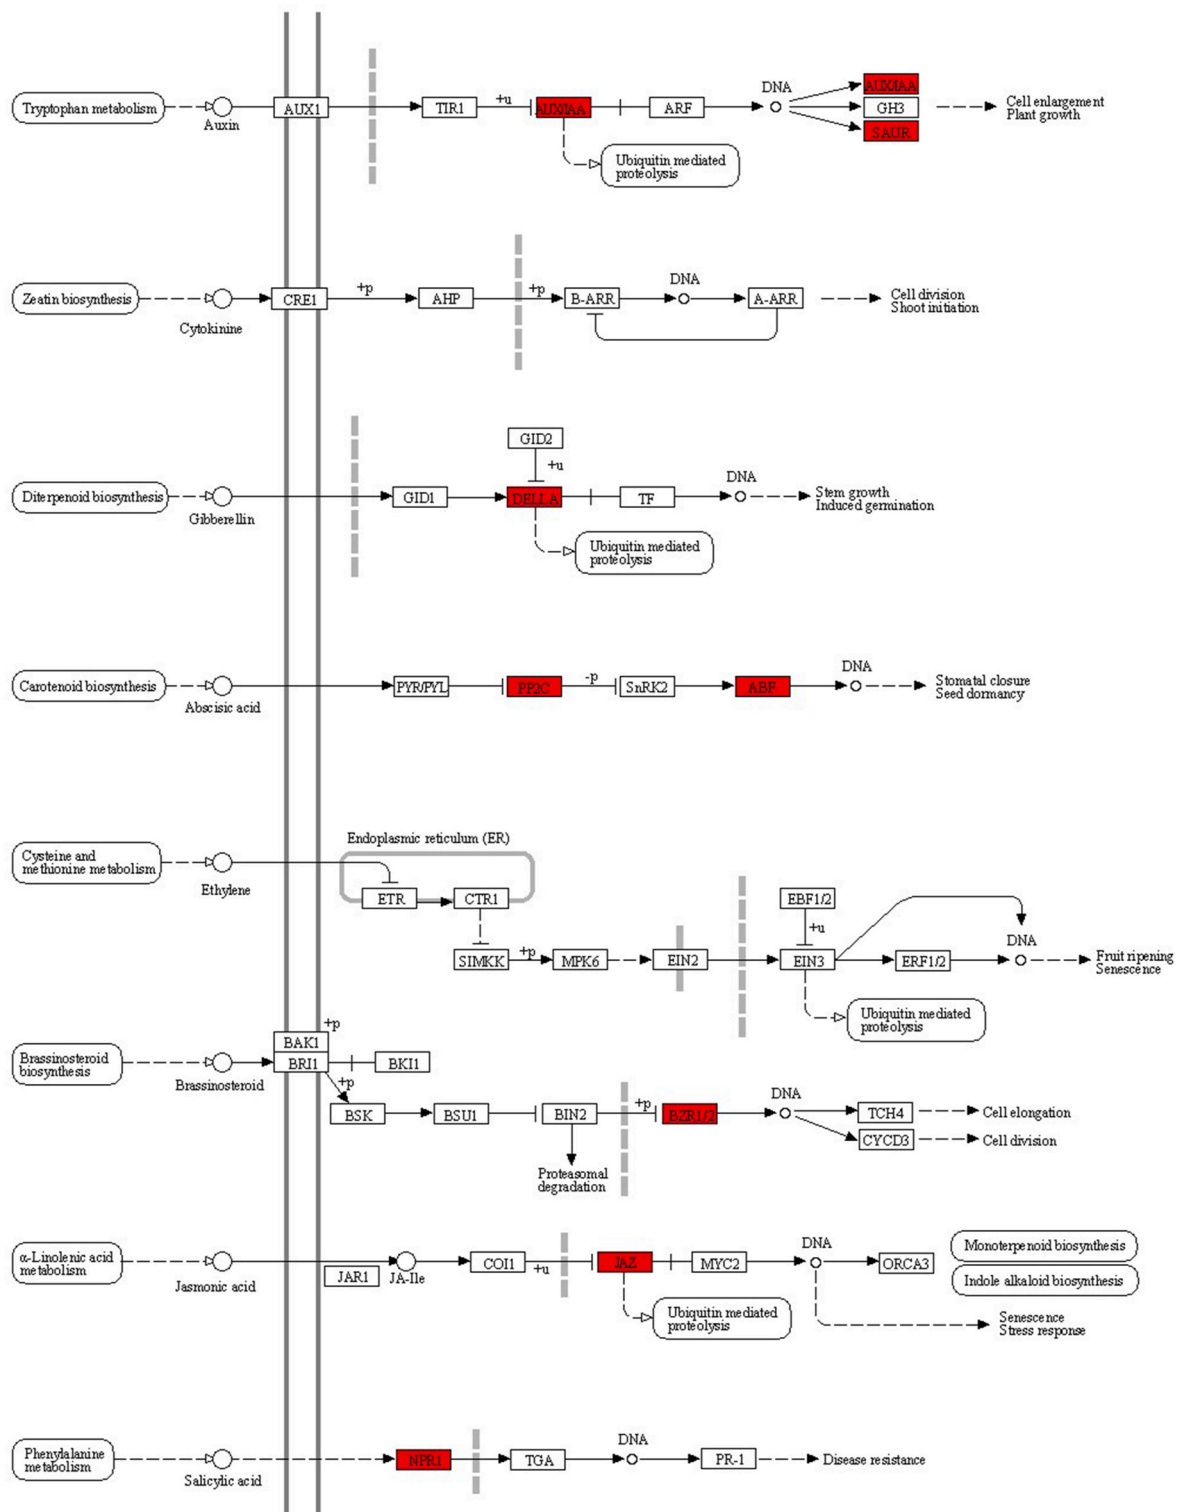 Tryptophan metabolism
Auxin
AUX1
TIR1
+u
AUX/IAA
ARF
DNA
AUX/IAA
GH3
SAUR
Cell enlargement
Plant growth
Ubiquitin mediated
proteolysis
Zeatin biosynthesis
Cytokinine
CRE1
+p
AHP
+p
B-ARR
DNA
A-ARR
Cell division
Shoot initiation
GID2
+u
Diterpenoid biosynthesis
Gibberellin
GID1
DELLA
TF
DNA
Stem growth
Induced germination
Ubiquitin mediated
proteolysis
Carotenoid biosynthesis
Abscisic acid
PYR/PYL
PP2C
-p
SnRK2
ABF
DNA
Stomatal closure
Seed dormancy
Endoplasmic reticulum (ER)
Cysteine and
methionine metabolism
Ethylene
ETR
CTR1
EBF1/2
+u
SIMKK
+p
MPK6
EIN2
EIN3
ERF1/2
DNA
Fruit ripening
Senescence
Ubiquitin mediated
proteolysis
Brassinosteroid
biosynthesis
Brassinosteroid
+p
BAK1
BRI1
BKI1
+p
BSK
BSU1
BIN2
+p
BZR1/2
DNA
TCH4
Cell elongation
CYCD3
Cell division
Proteasomal
degradation
α-Linolenic acid
metabolism
Jasmonic acid
JAR1
JA-Ile
COI1
+u
JAZ
MYC2
DNA
ORCA3
Monoterpenoid biosynthesis
Indole alkaloid biosynthesis
Ubiquitin mediated
proteolysis
Senescence
Stress response
Phenylalanine
metabolism
Salicylic acid
NPR1
TGA
DNA
PR-1
Disease resistance